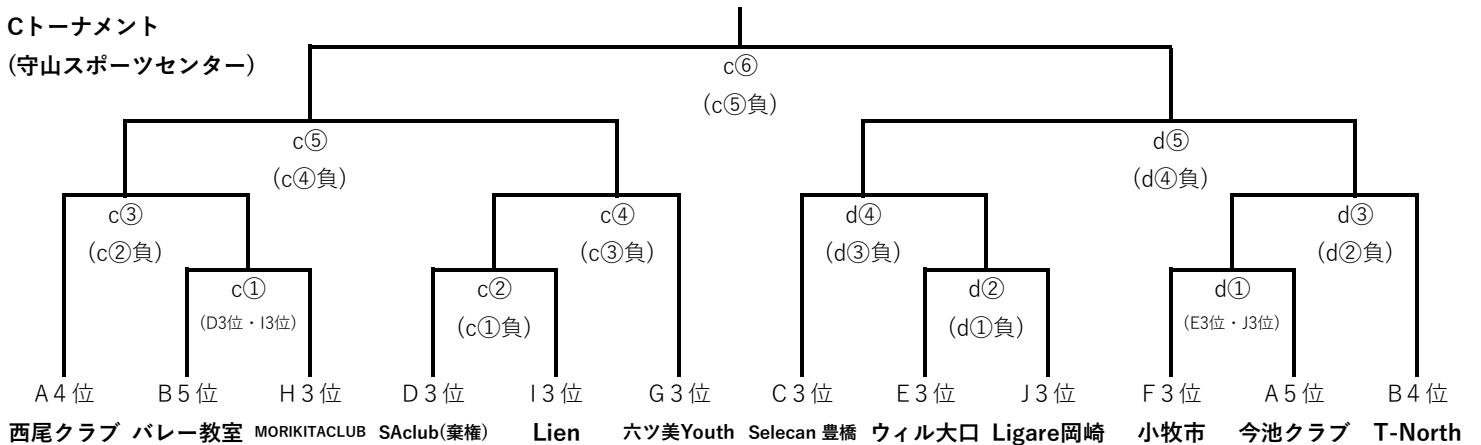 Cトーナメント
(守山スポーツセンター)
c⑥
(c⑤負)
c⑤
d⑤
(c④負)
(d④負)
c③
c④
d④
d③
(c②負)
(c③負)
(d③負)
(d②負)
c①
c②
d②
d①
(D3位・I3位)
(c①負)
(d①負)
(E3位・J3位)
A４位 B５位 H３位 D３位 I３位 G３位 C３位 E３位 J３位 F３位 A５位 B４位
西尾クラブ バレー教室 MORIKITACLUB SAclub(棄権) Lien 六ツ美Youth Selecan 豊橋 ウィル大口 Ligare岡崎 小牧市 今池クラブ T-North